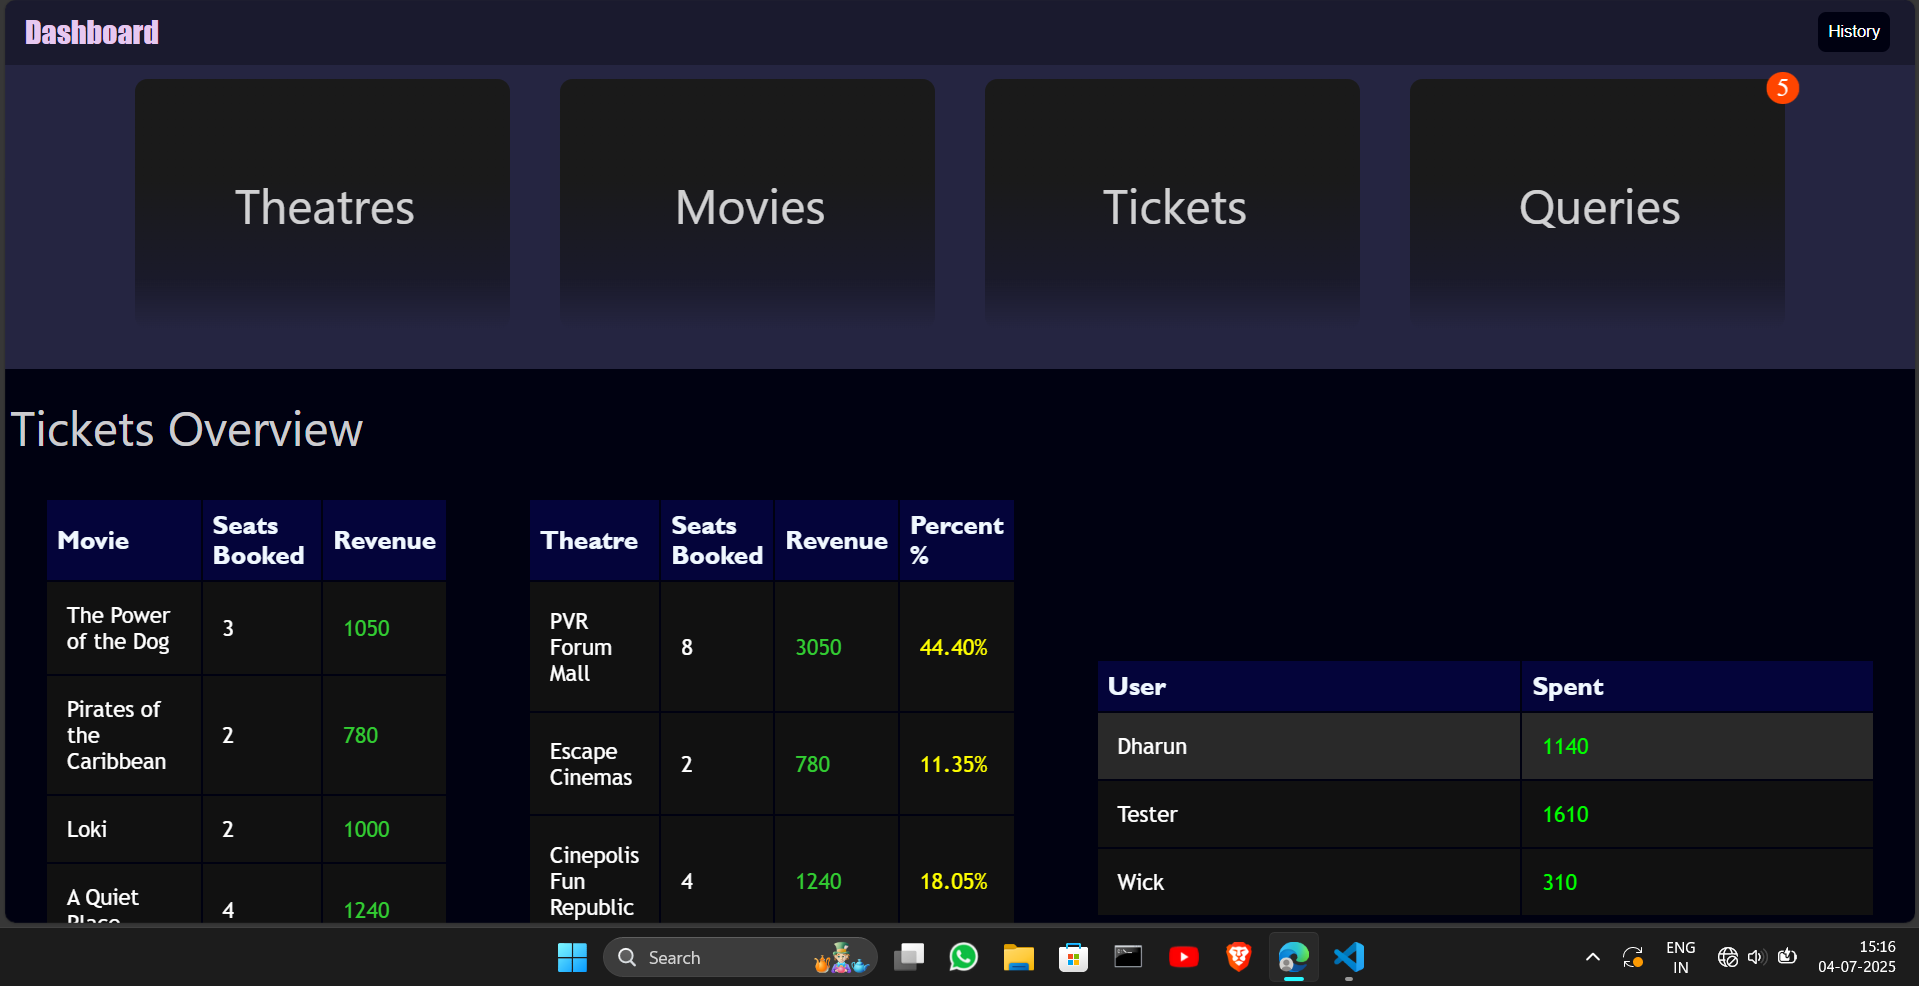 Dashboard
History
5
Theatres
Movies
Tickets
Queries
Tickets Overview
Movie
Seats
Booked
Revenue
The Power
of the Dog
3
1050
Pirates of
the
Caribbean
2
780
Loki
2
1000
A Quiet
Place
4
1240
Theatre
Seats
Booked
Revenue
Percent
%
PVR
Forum
Mall
8
3050
44.40%
Escape
Cinemas
2
780
11.35%
Cinepolis
Fun
Republic
4
1240
18.05%
User
Spent
Dharun
1140
Tester
1610
Wick
310
Search
ENG
IN
15:16
04-07-2025